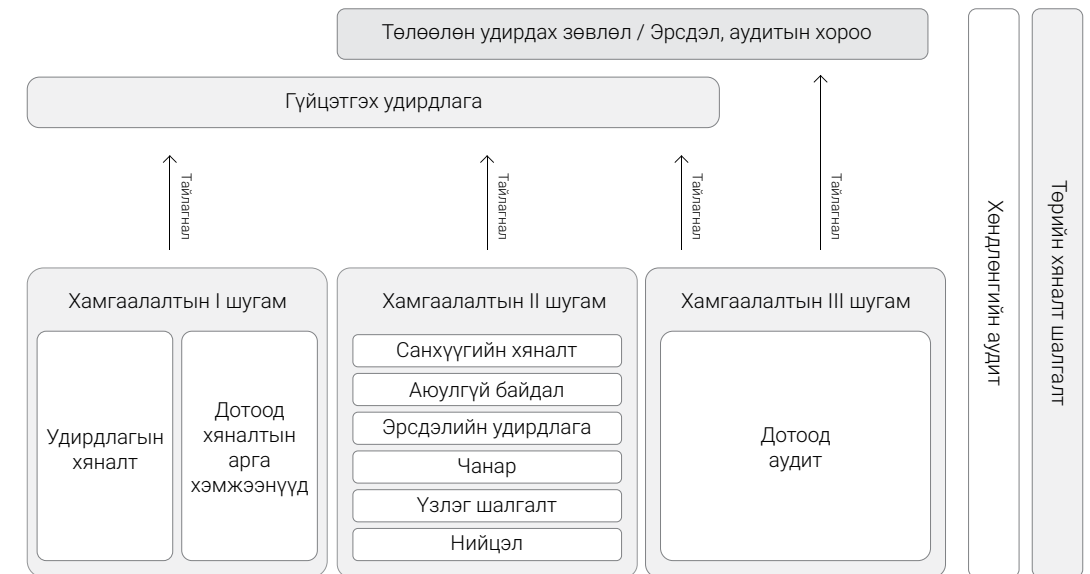 Төлөөлөн удирдах зөвлөл / Эрсдэл, аудитын хороо
Гүйцэтгэх удирдлага
Тайлагнал
Тайлагнал
Тайлагнал
Тайлагнал
Хамгаалалтын I шугам
Удирдлагын
хяналт
Дотоод
хяналтын
арга
хэмжээнүүд
Хамгаалалтын II шугам
Санхүүгийн хяналт
Аюулгүй байдал
Эрсдэлийн удирдлага
Чанар
Үзлэг шалгалт
Нийцэл
Хамгаалалтын III шугам
Дотоод
аудит
Хөндлөнгийн аудит
Төрийн хяналт шалгалт